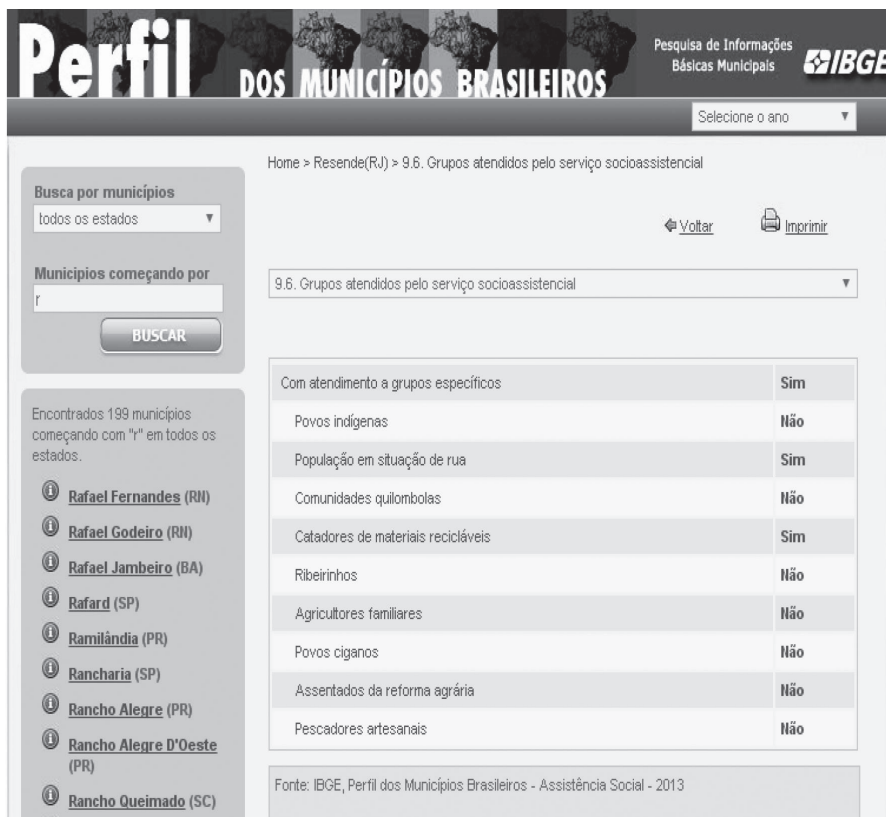 Perfil
DOS MUNICÍPIOS BRASILEIROS
Pesquisa de Informações
Básicas Municipais
IBGE
Selecione o ano
Home > Resende(RJ) > 9.6. Grupos atendidos pelo serviço socioassistencial
Busca por municípios
todos os estados
Municipios começando por
r
BUSCAR
Encontrados 199 municípios
começando com "r" em todos os
estados.
Rafael Fernandes (RN)
Rafael Godeiro (RN)
Rafael Jambeiro (BA)
Rafard (SP)
Ramilândia (PR)
Rancharia (SP)
Rancho Alegre (PR)
Rancho Alegre D'Oeste
(PR)
Rancho Queimado (SC)
Voltar
Imprimir
9.6. Grupos atendidos pelo serviço socioassistencial
Com atendimento a grupos específicos Sim
Povos indígenas Não
População em situação de rua Sim
Comunidades quilombolas Não
Catadores de materiais recicláveis Sim
Ribeirinhos Não
Agricultores familiares Não
Povos ciganos Não
Assentados da reforma agrária Não
Pescadores artesanais Não
Fonte: IBGE, Perfil dos Municípios Brasileiros - Assistência Social - 2013